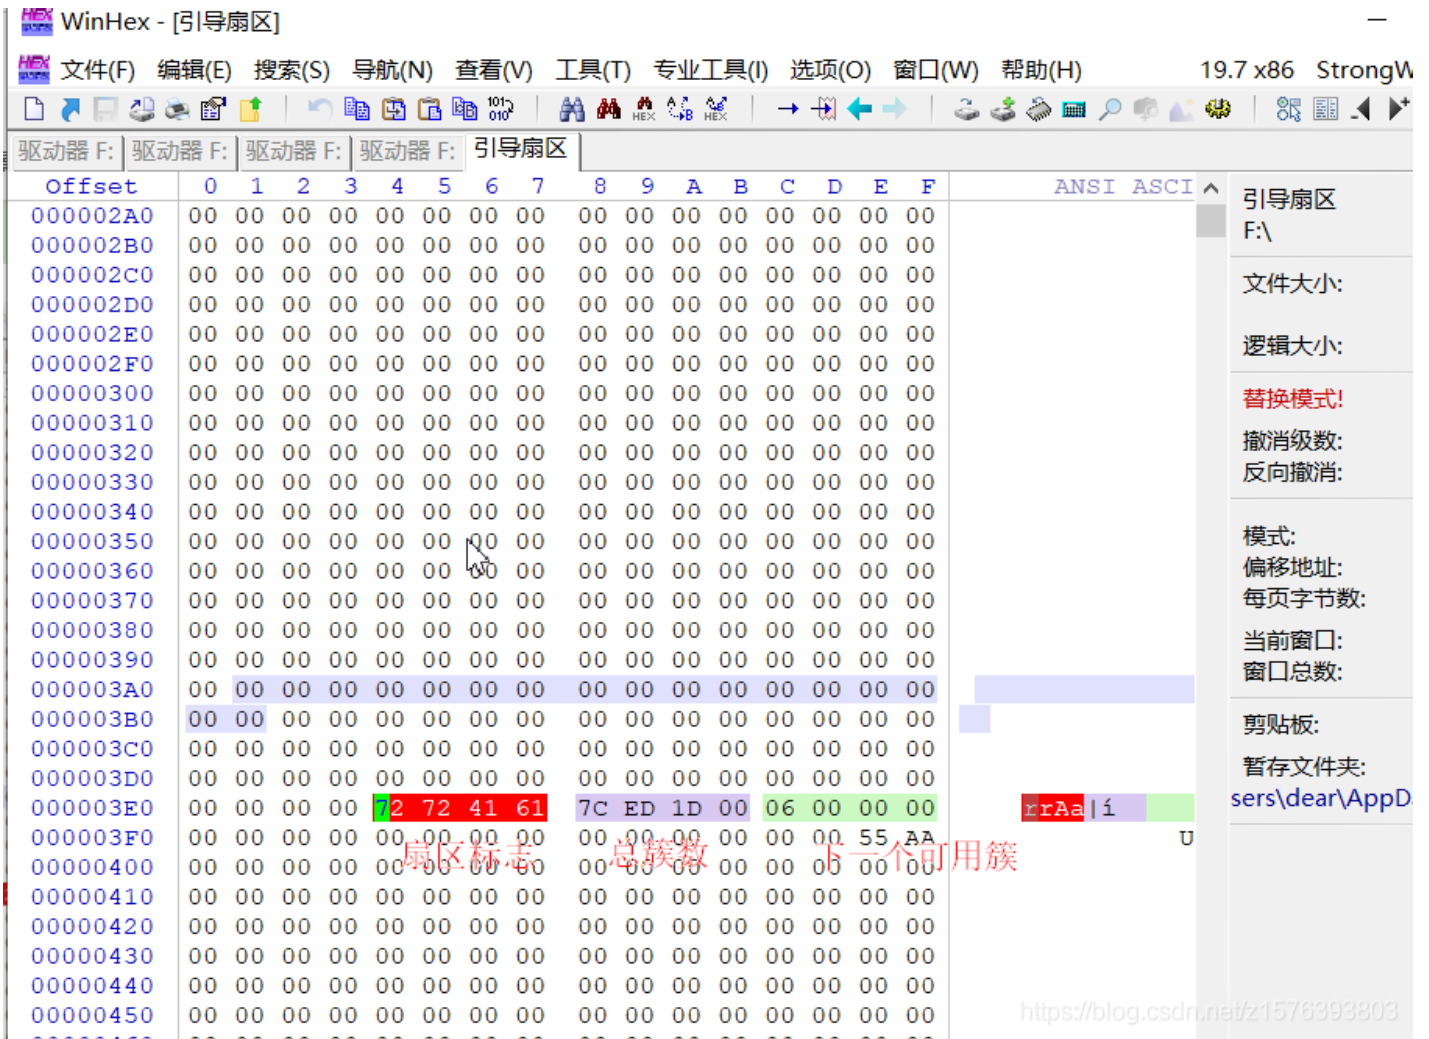 WinHex - [引导扇区]
文件(F) 编辑(E) 搜索(S) 导航(N) 查看(V) 工具(T) 专业工具(I) 选项(O) 窗口(W) 帮助(H) 19.7 x86 StrongW
驱动器 F: 驱动器 F: 驱动器 F: 驱动器 F: 引导扇区
Offset 0 1 2 3 4 5 6 7 8 9 A B C D E F ANSI ASCI
000002A0 00 00 00 00 00 00 00 00 00 00 00 00 00 00 00 00
000002B0 00 00 00 00 00 00 00 00 00 00 00 00 00 00 00 00
000002C0 00 00 00 00 00 00 00 00 00 00 00 00 00 00 00 00
000002D0 00 00 00 00 00 00 00 00 00 00 00 00 00 00 00 00
000002E0 00 00 00 00 00 00 00 00 00 00 00 00 00 00 00 00
000002F0 00 00 00 00 00 00 00 00 00 00 00 00 00 00 00 00
00000300 00 00 00 00 00 00 00 00 00 00 00 00 00 00 00 00
00000310 00 00 00 00 00 00 00 00 00 00 00 00 00 00 00 00
00000320 00 00 00 00 00 00 00 00 00 00 00 00 00 00 00 00
00000330 00 00 00 00 00 00 00 00 00 00 00 00 00 00 00 00
00000340 00 00 00 00 00 00 00 00 00 00 00 00 00 00 00 00
00000350 00 00 00 00 00 00 00 00 00 00 00 00 00 00 00 00
00000360 00 00 00 00 00 00 00 00 00 00 00 00 00 00 00 00
00000370 00 00 00 00 00 00 00 00 00 00 00 00 00 00 00 00
00000380 00 00 00 00 00 00 00 00 00 00 00 00 00 00 00 00
00000390 00 00 00 00 00 00 00 00 00 00 00 00 00 00 00 00
000003A0 00 00 00 00 00 00 00 00 00 00 00 00 00 00 00 00
000003B0 00 00 00 00 00 00 00 00 00 00 00 00 00 00 00 00
000003C0 00 00 00 00 00 00 00 00 00 00 00 00 00 00 00 00
000003D0 00 00 00 00 00 00 00 00 00 00 00 00 00 00 00 00
000003E0 00 00 00 00 72 72 41 61 7C ED 1D 00 06 00 00 00 rrAa|í
000003F0 00 00 00 00 00 00 00 00 00 00 00 00 00 00 55 AA U
扇区标志 总簇数 下一个可用簇
00000400 00 00 00 00 00 00 00 00 00 00 00 00 00 00 00 00
00000410 00 00 00 00 00 00 00 00 00 00 00 00 00 00 00 00
00000420 00 00 00 00 00 00 00 00 00 00 00 00 00 00 00 00
00000430 00 00 00 00 00 00 00 00 00 00 00 00 00 00 00 00
00000440 00 00 00 00 00 00 00 00 00 00 00 00 00 00 00 00
00000450 00 00 00 00 00 00 00 00 00 00 00 00 00 00 00 00
引导扇区
F:\
文件大小:
逻辑大小:
替换模式!
撤消级数:
反向撤消:
模式:
偏移地址:
每页字节数:
当前窗口:
窗口总数:
剪贴板:
暂存文件夹:
sers\dear\AppD
https://blog.csdn.net/z1576393803